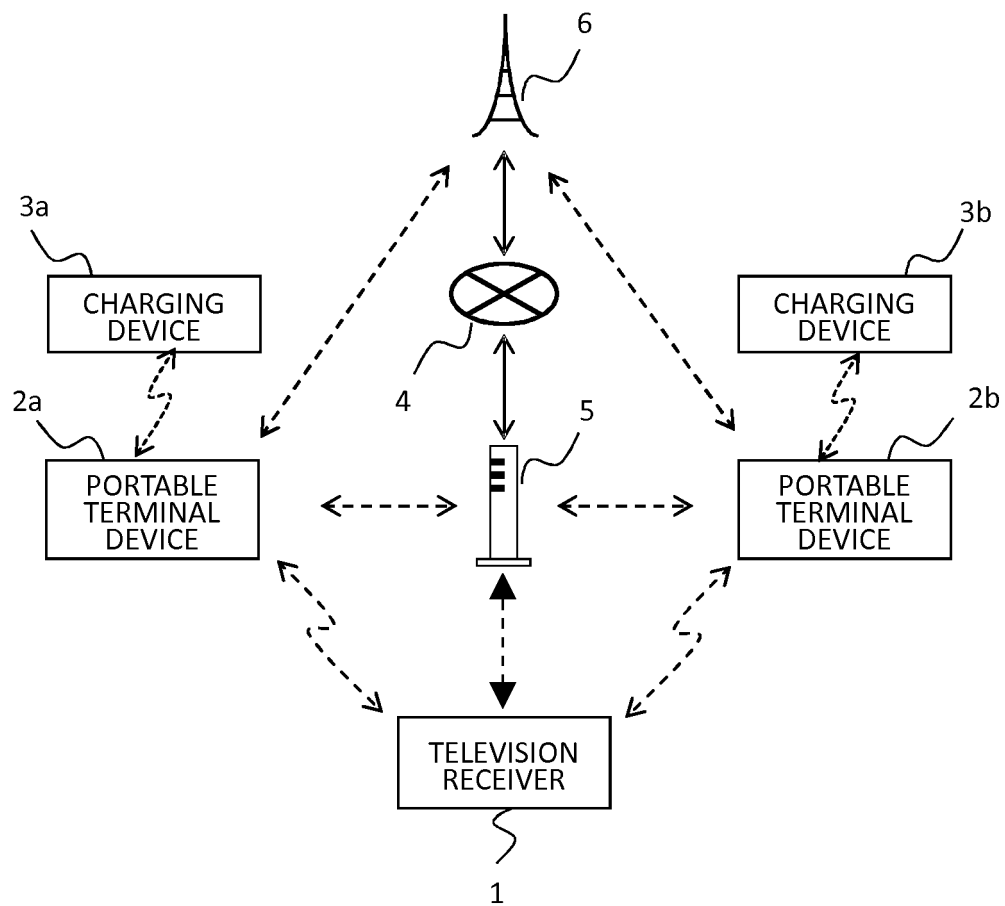 6
3a
3b
CHARGING
DEVICE
CHARGING
DEVICE
4
2a
5
2b
PORTABLE
TERMINAL
DEVICE
PORTABLE
TERMINAL
DEVICE
TELEVISION
RECEIVER
1